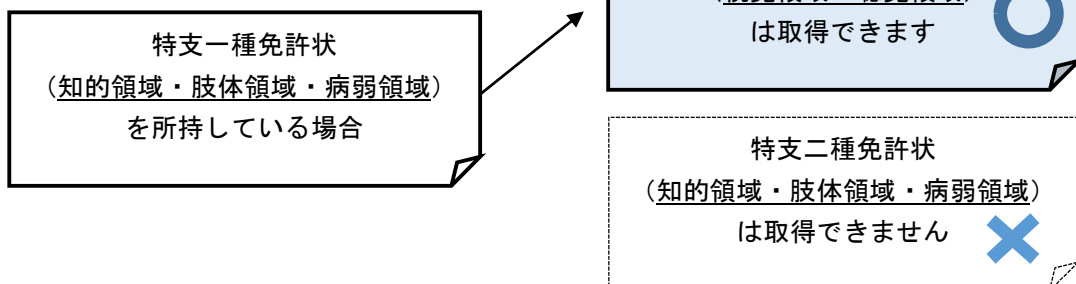 特支一種免許状
(知的領域・肢体領域・病弱領域)
を所持している場合
は取得できます
特支二種免許状
(知的領域・肢体領域・病弱領域)
は取得できません